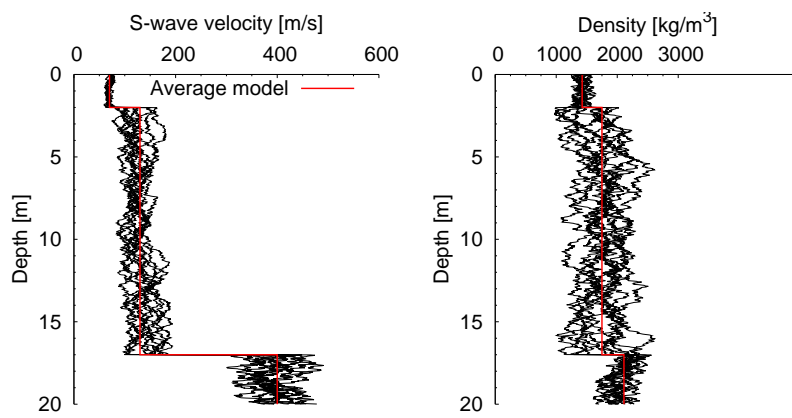 S-wave velocity [m/s]
0 200 400 600
Average model
0
5
10
15
20
Depth [m]
Density [kg/m3]
0 1000 2000 3000
0
5
10
15
20
Depth [m]